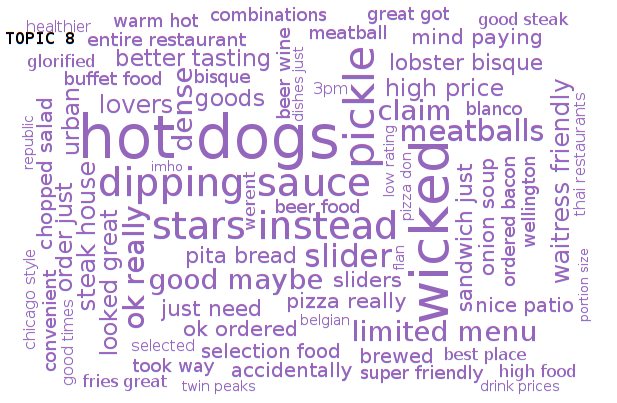 healthier
TOPIC 8
warm hot
combinations
great got
good steak
entire restaurant
meatball
mind paying
glorified
better tasting
beer wine
dishes just
lobster bisque
buffet food
bisque
3pm
high price
urban
lovers
dense
goods
pickle
claim
blanco
republic
chopped salad
hot dogs
meatballs
waitress friendly
thai restaurants
imho
low rating
pizza don
dipping sauce
werent
wicked
order just
steak house
beer food
sandwich just
onion soup
ordered bacon
wellington
stars instead
looked great
ok really
pita bread
slider
flan
chicago style
convenient
good times
good maybe
sliders
portion size
just need
pizza really
nice patio
belgian
ok ordered
limited menu
selected
selection food
brewed
best place
took way
accidentally
super friendly
high food
fries great
twin peaks
drink prices